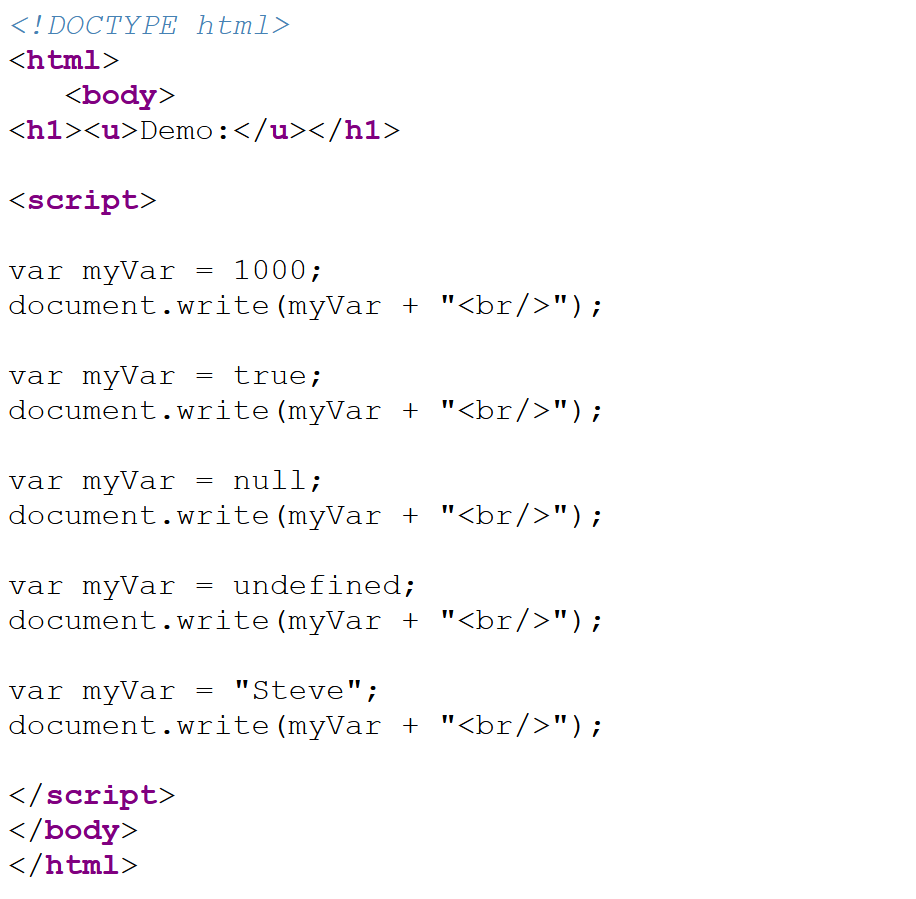 <!DOCTYPE html>
<html>
<body>
<h1><u>Demo:</u></h1>
<script>
var myVar = 1000;
document.write(myVar + "<br/>");
var myVar = true;
document.write(myVar + "<br/>");
var myVar = null;
document.write(myVar + "<br/>");
var myVar = undefined;
document.write(myVar + "<br/>");
var myVar = "Steve";
document.write(myVar + "<br/>");
</script>
</body>
</html>